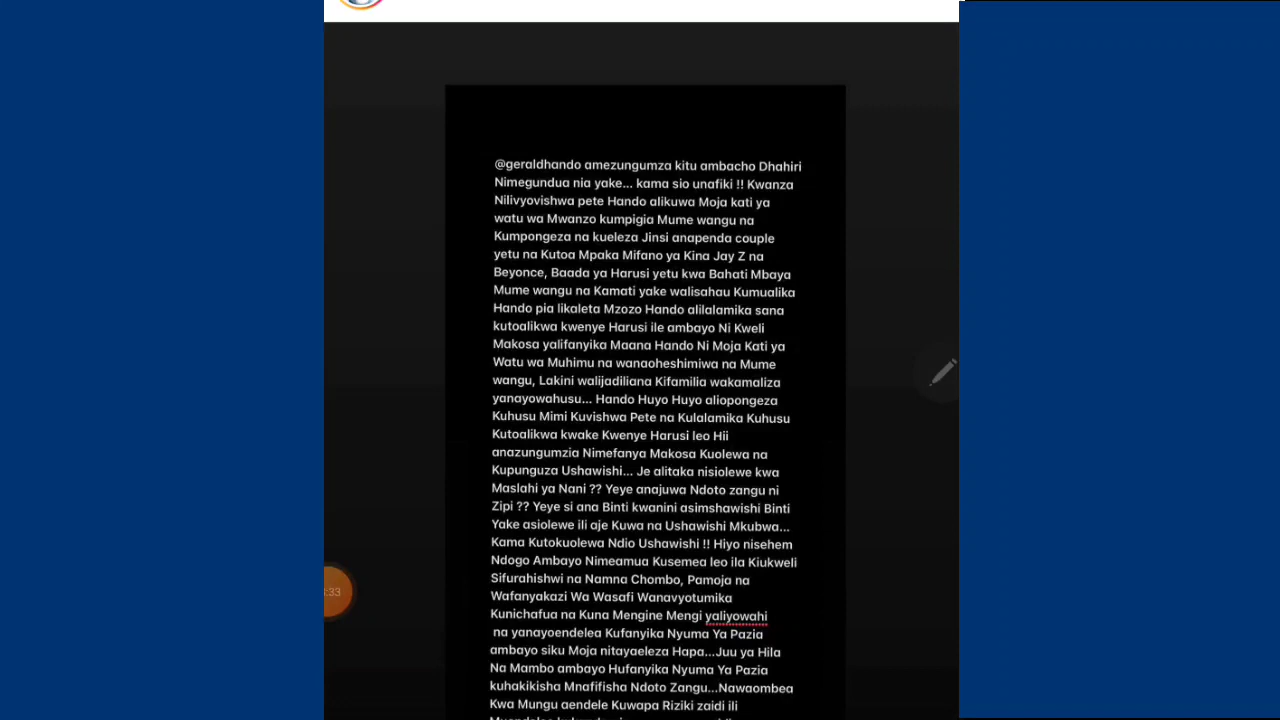 @geraldhando amezungumza kitu ambacho Dhahiri
Nimegundua nia yake... kama sio unafiki !! Kwanza
Nilivyovishwa pete Hando alikuwa Moja kati ya
watu wa Mwanzo kumpigia Mume wangu na
Kumpongeza na kueleza Jinsi anapenda couple
yetu na Kutoa Mpaka Mifano ya Kina Jay Z na
Beyonce, Baada ya Harusi yetu kwa Bahati Mbaya
Mume wangu na Kamati yake walisahau Kumualika
Hando pia likaleta Mzozo Hando alilalamika sana
kutoalikwa kwenye Harusi ile ambayo Ni Kweli
Makosa yalifanyika Maana Hando Ni Moja Kati ya
Watu wa Muhimu na wanaoheshimiwa na Mume
wangu, Lakini walijadiliana Kifamilia wakamaliza
yanayowahusu... Hando Huyo Huyo aliopongeza
Kuhusu Mimi Kuvishwa Pete na Kulalamika Kuhusu
Kutoalikwa kwake Kwenye Harusi leo Hii
anazungumzia Nimefanya Makosa Kuolewa na
Kupunguza Ushawishi... Je alitaka nisiolewe kwa
Maslahi ya Nani ?? Yeye anajuwa Ndoto zangu ni
Zipi ?? Yeye si ana Binti kwanini asimshawishi Binti
Yake asiolewe ili aje Kuwa na Ushawishi Mkubwa...
Kama Kutokuolewa Ndio Ushawishi !! Hiyo nisehem
Ndogo Ambayo Nimeamua Kusemea leo ila Kiukweli
Sifurahishwi na Namna Chombo, Pamoja na
Wafanyakazi Wa Wasafi Wanavyotumika
Kunichafua na Kuna Mengine Mengi yaliyowahi
na yanayoendelea Kufanyika Nyuma Ya Pazia
ambayo siku Moja nitayaeleza Hapa...Juu ya Hila
Na Mambo ambayo Hufanyika Nyuma Ya Pazia
kuhakikisha Mnafifisha Ndoto Zangu...Nawaombea
Kwa Mungu aendele Kuwapa Riziki zaidi ili
:33